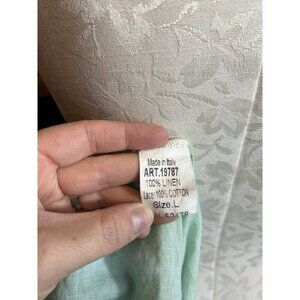 Made in Italy
ART.19787
100% LINEN
Lace: 100% COTTON
Size: L